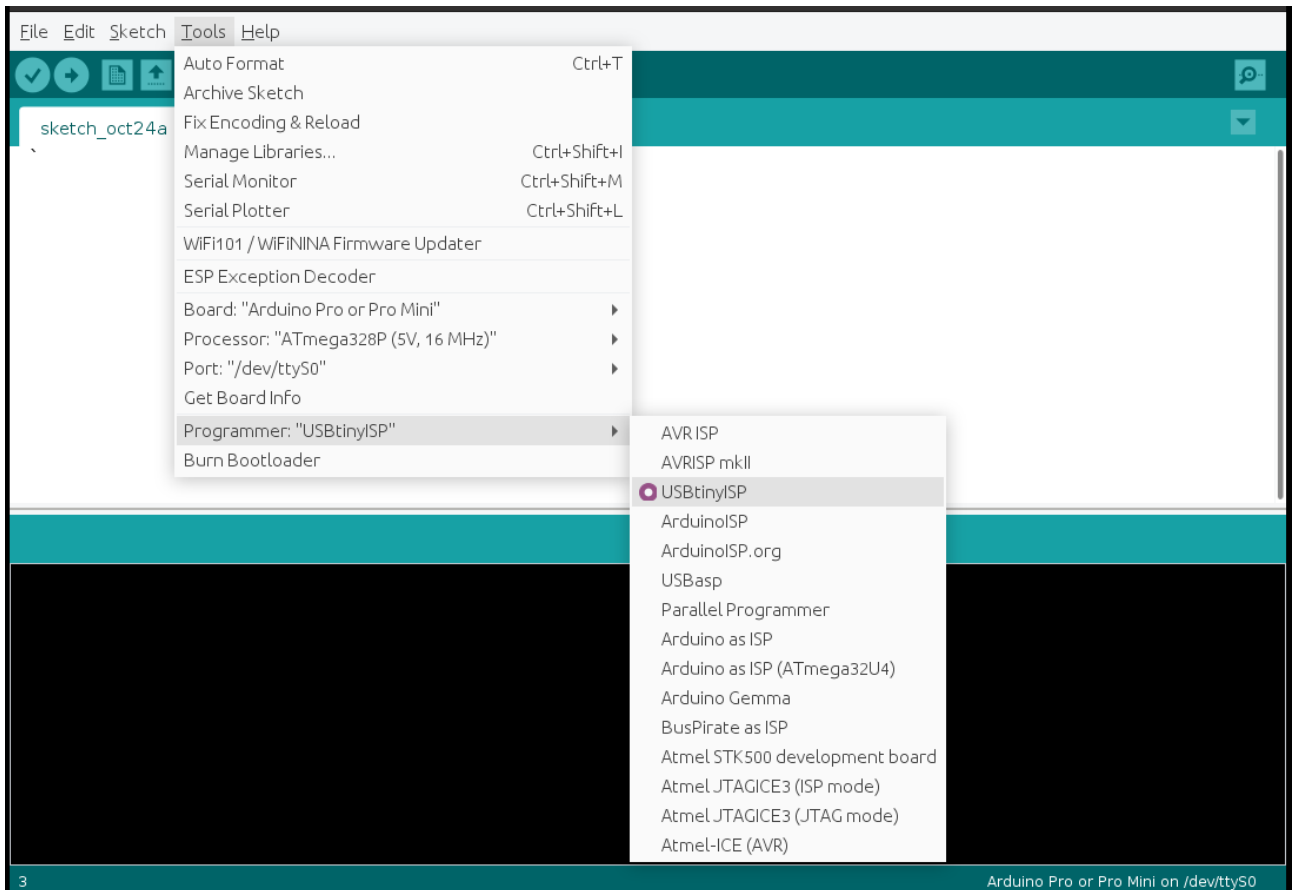 File Edit Sketch Tools Help
Auto Format Ctrl+T
Archive Sketch
sketch_oct24a
Fix Encoding & Reload
Manage Libraries... Ctrl+Shift+I
Serial Monitor Ctrl+Shift+M
Serial Plotter Ctrl+Shift+L
WiFi101 / WiFiNINA Firmware Updater
ESP Exception Decoder
Board: "Arduino Pro or Pro Mini"
Processor: "ATmega328P (5V, 16 MHz)"
Port: "/dev/ttyS0"
Get Board Info
Programmer: "USBtinyISP"
Burn Bootloader
AVR ISP
AVRISP mkII
USBtinyISP
ArduinoISP
ArduinoISP.org
USBasp
Parallel Programmer
Arduino as ISP
Arduino as ISP (ATmega32U4)
Arduino Gemma
BusPirate as ISP
Atmel STK500 development board
Atmel JTAGICE3 (ISP mode)
Atmel JTAGICE3 (JTAG mode)
Atmel-ICE (AVR)
3 Arduino Pro or Pro Mini on /dev/ttyS0